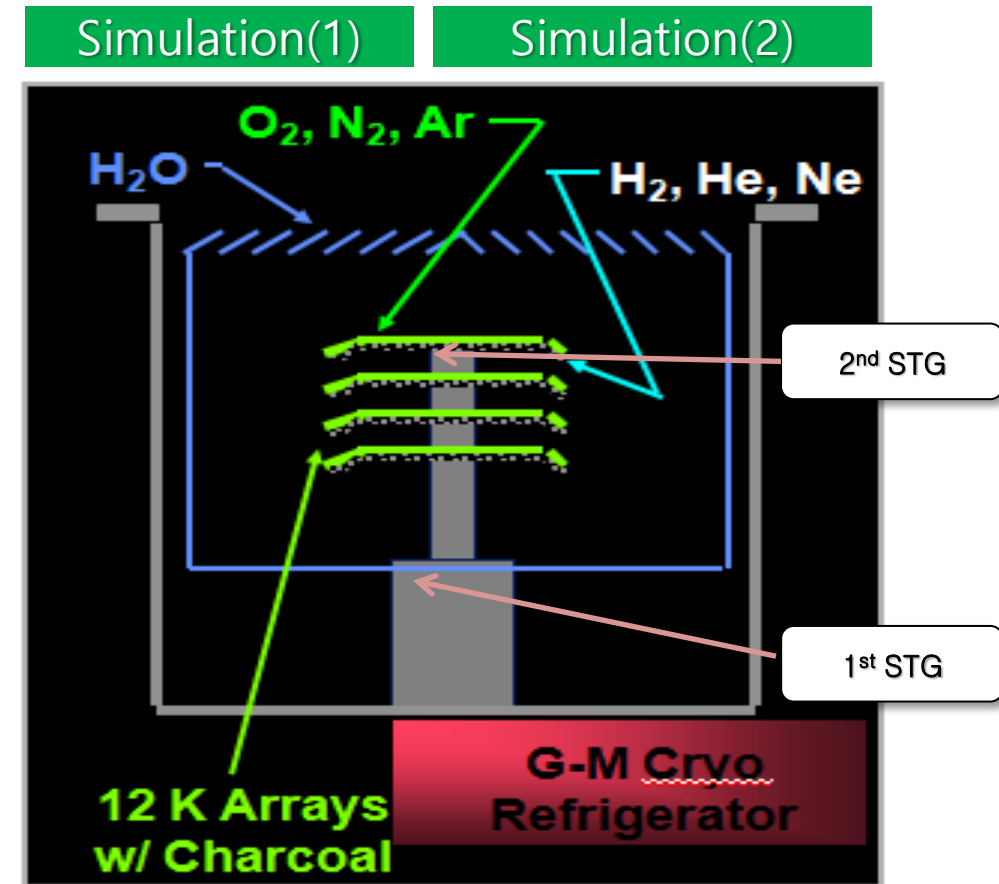 Simulation(1)
Simulation(2)
O₂, N₂, Ar
H₂O
H₂, He, Ne
2ⁿᵈ STG
1ˢᵗ STG
G-M Cryo
Refrigerator
12 K Arrays
w/ Charcoal